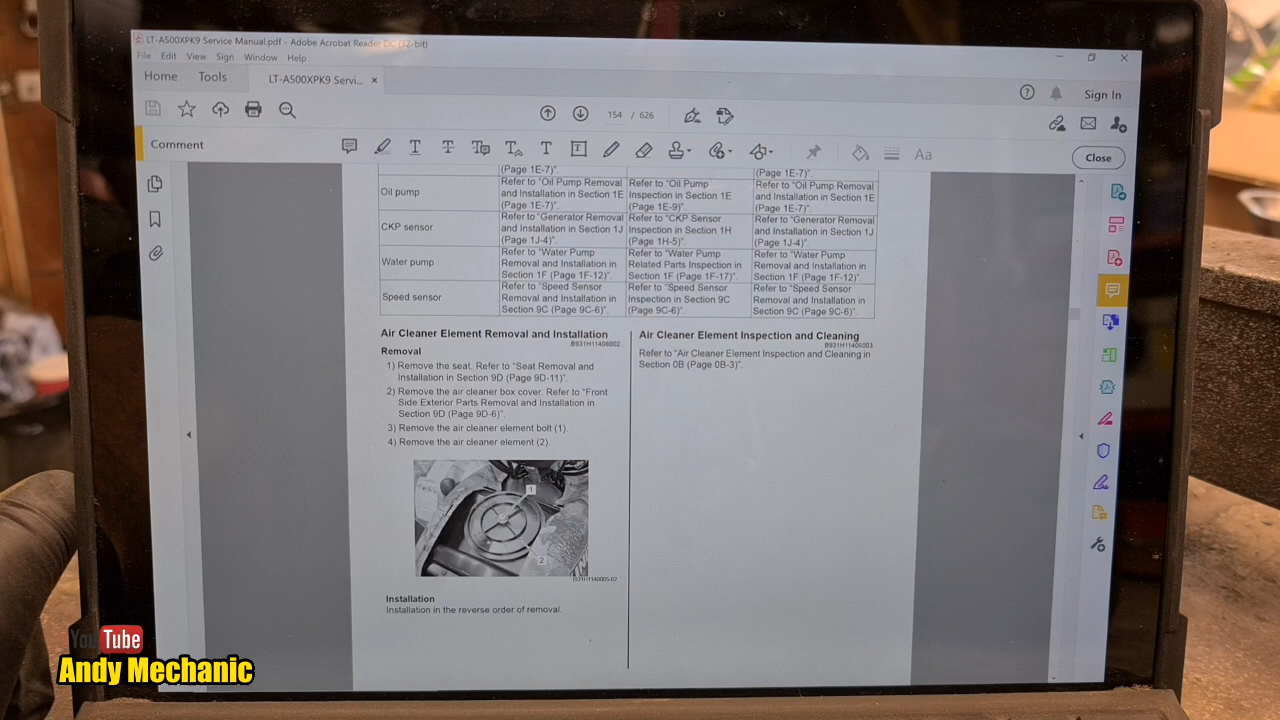 LT-A500XPK9 Service Manual.pdf - Adobe Acrobat Reader DC (32-bit)
File Edit View Sign Window Help
Home Tools LT-A500XPK9 Servi... ×
Sign In
154 / 626
Comment
Aa
Close
(Page 1E-7)". (Page 1E-7)".
Oil pump
Refer to "Oil Pump Removal
and Installation in Section 1E
(Page 1E-7)".
Refer to "Oil Pump
Inspection in Section 1E
(Page 1E-9)".
Refer to "Oil Pump Removal
and Installation in Section 1E
(Page 1E-7)".
CKP sensor
Refer to "Generator Removal
and Installation in Section 1J
(Page 1J-4)".
Refer to "CKP Sensor
Inspection in Section 1H
(Page 1H-5)".
Refer to "Generator Removal
and Installation in Section 1J
(Page 1J-4)".
Water pump
Refer to "Water Pump
Removal and Installation in
Section 1F (Page 1F-12)".
Refer to "Water Pump
Related Parts Inspection in
Section 1F (Page 1F-17)".
Refer to "Water Pump
Removal and Installation in
Section 1F (Page 1F-12)".
Speed sensor
Refer to "Speed Sensor
Removal and Installation in
Section 9C (Page 9C-6)".
Refer to "Speed Sensor
Inspection in Section 9C
(Page 9C-6)".
Refer to "Speed Sensor
Removal and Installation in
Section 9C (Page 9C-6)".
Air Cleaner Element Removal and Installation
B931H11406002
Removal
1) Remove the seat. Refer to "Seat Removal and
Installation in Section 9D (Page 9D-11)".
2) Remove the air cleaner box cover. Refer to "Front
Side Exterior Parts Removal and Installation in
Section 9D (Page 9D-6)".
3) Remove the air cleaner element bolt (1).
4) Remove the air cleaner element (2).
1
2
B931H1140005-02
Installation
Installation in the reverse order of removal.
Air Cleaner Element Inspection and Cleaning
B931H11406003
Refer to "Air Cleaner Element Inspection and Cleaning in
Section 0B (Page 0B-3)".
YouTube
Andy Mechanic